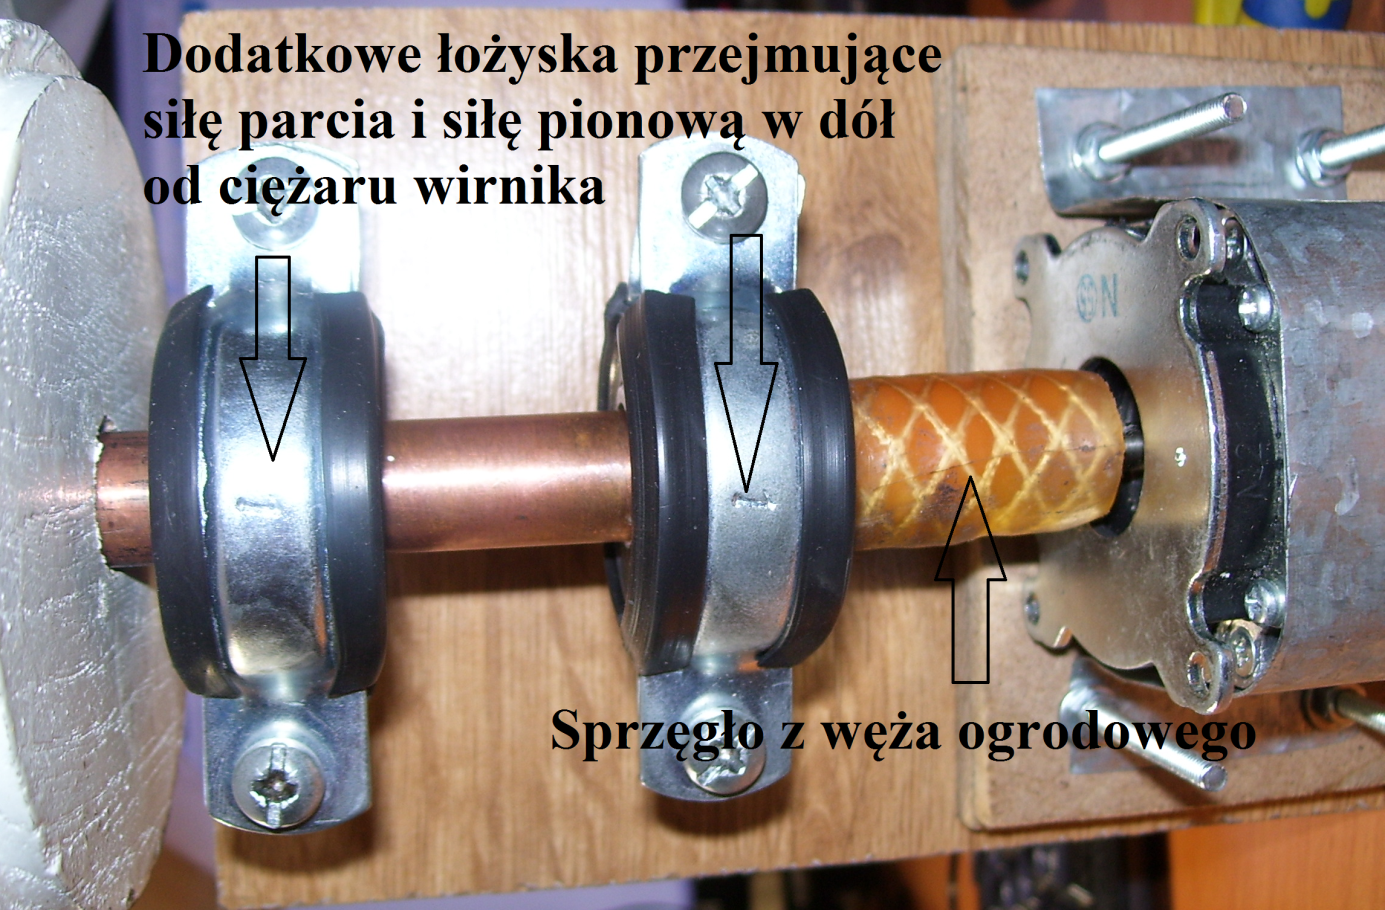 Dodatkowe łożyska przejmujące
siłę parcia i siłę pionową w dół
od ciężaru wirnika
N
Sprzęgło z węża ogrodowego